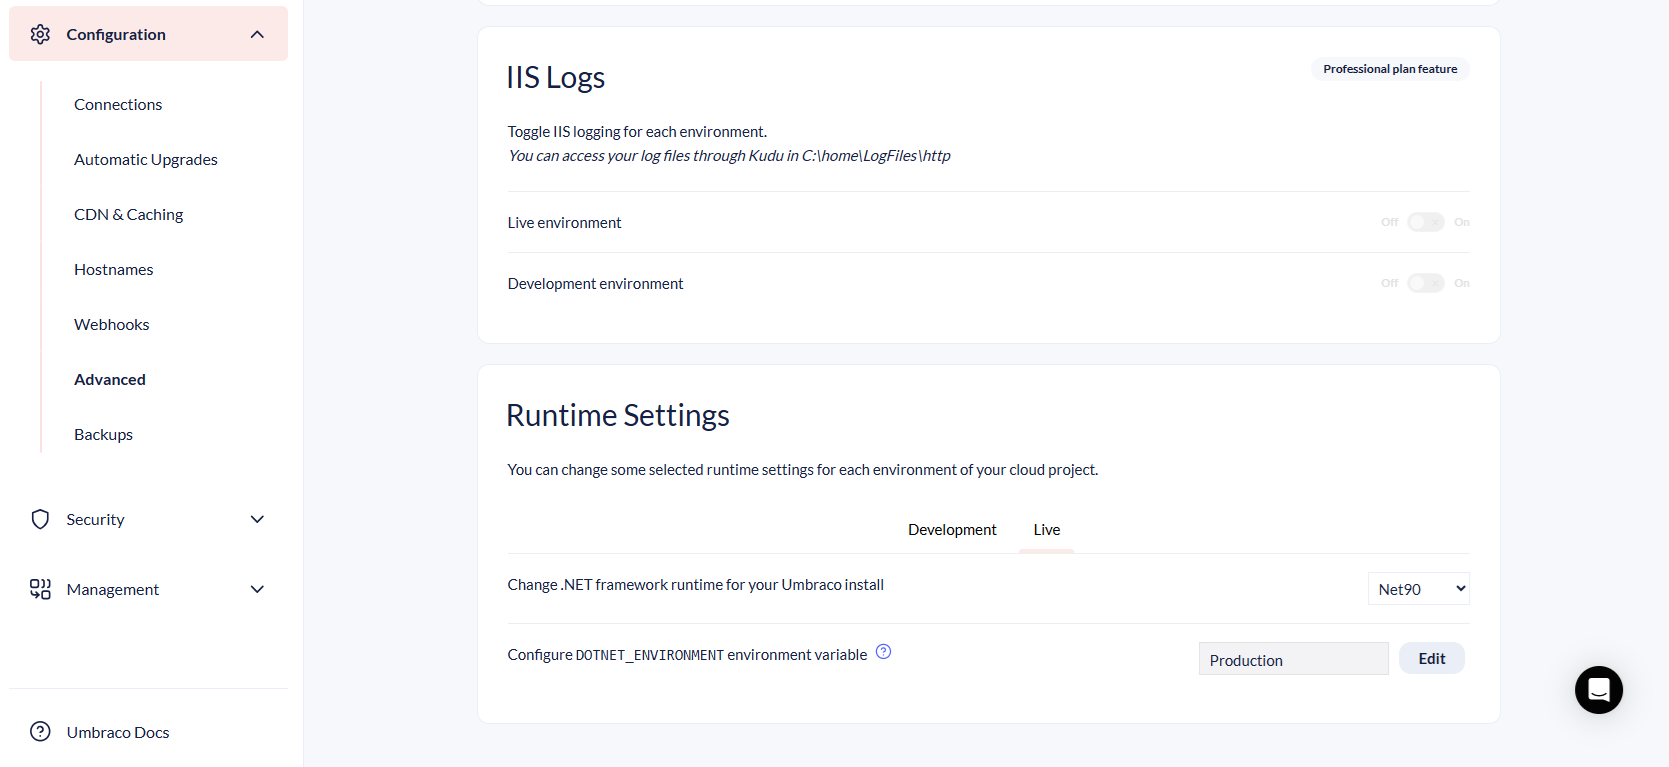 Configuration
Connections
Automatic Upgrades
CDN & Caching
Hostnames
Webhooks
Advanced
Backups
Security
Management
Umbraco Docs
IIS Logs
Professional plan feature
Toggle IIS logging for each environment.
You can access your log files through Kudu in C:\home\LogFiles\http
Live environment
Off On
Development environment
Off On
Runtime Settings
You can change some selected runtime settings for each environment of your cloud project.
Development Live
Change .NET framework runtime for your Umbraco install
Net90
Configure DOTNET_ENVIRONMENT environment variable
Production
Edit